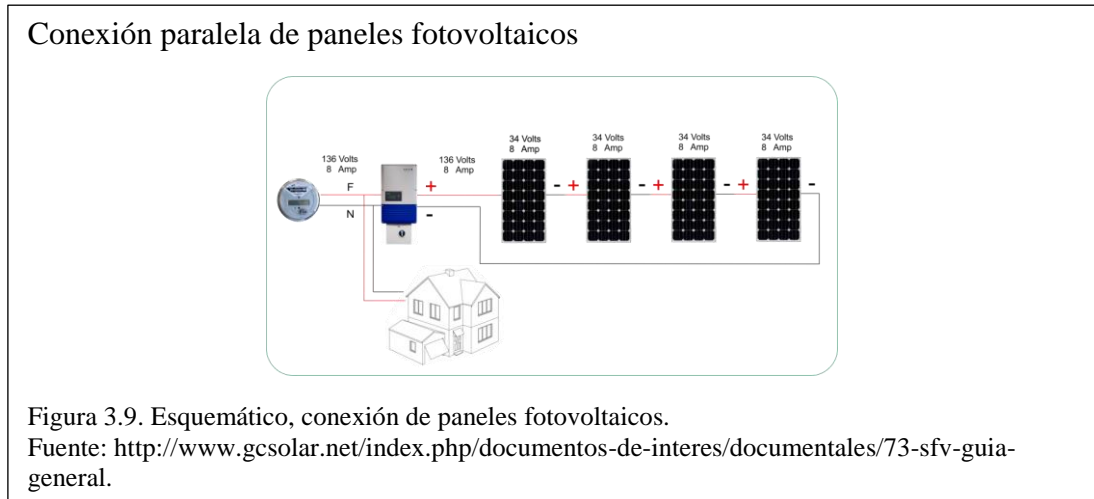 Conexión paralela de paneles fotovoltaicos
34 Volts
8 Amp
34 Volts
8 Amp
34 Volts
8 Amp
34 Volts
8 Amp
136 Volts
8 Amp
136 Volts
8 Amp
F
+
- +
- +
- +
-
N
-
Figura 3.9. Esquemático, conexión de paneles fotovoltaicos.
Fuente: http://www.gcsolar.net/index.php/documentos-de-interes/documentales/73-sfv-guia-
general.